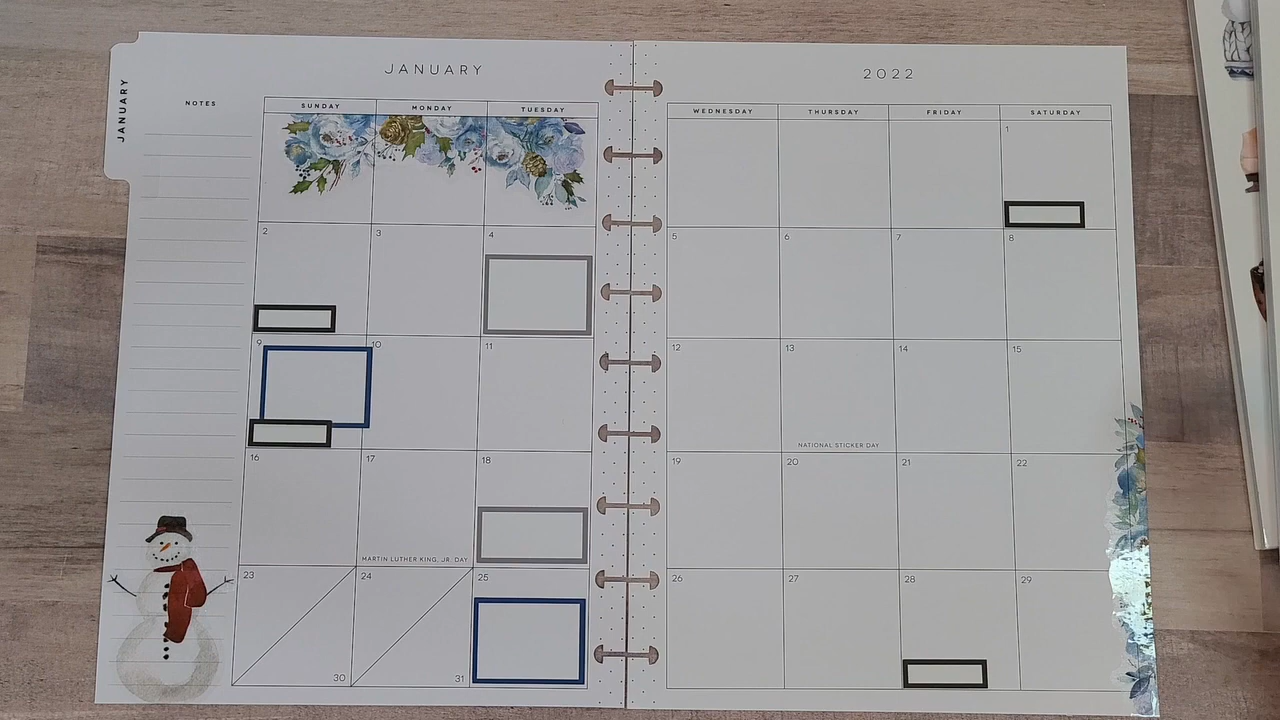 JANUARY
2022
JANUARY
NOTES
SUNDAY MONDAY TUESDAY WEDNESDAY THURSDAY FRIDAY SATURDAY
1
2 3 4 5 6 7 8
9 10 11 12 13 14 15
NATIONAL STICKER DAY
16 17 18 19 20 21 22
MARTIN LUTHER KING, JR. DAY
23 24 25 26 27 28 29
30 31